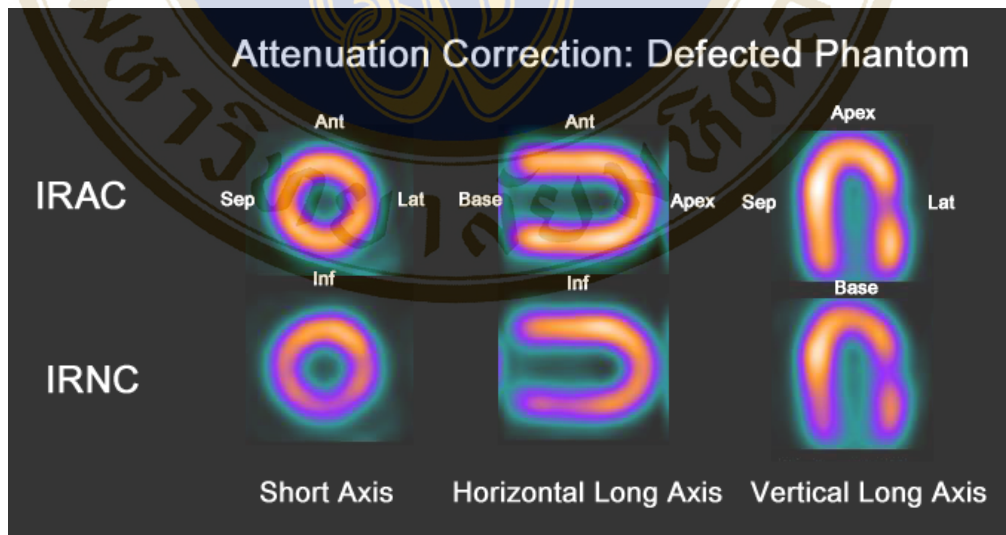 Attenuation Correction: Defected Phantom
Ant Ant Apex
IRAC Sep Lat Base Apex Sep Lat
Inf Inf Base
IRNC
Short Axis Horizontal Long Axis Vertical Long Axis